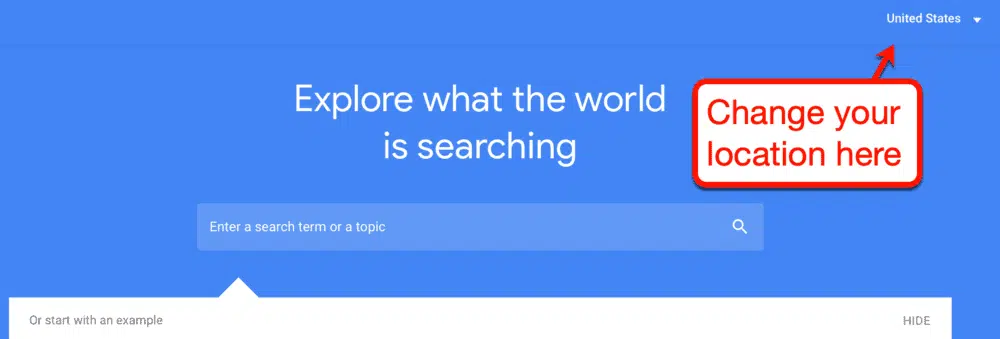 United States
Explore what the world
is searching
Change your
location here
Enter a search term or a topic
Or start with an example
HIDE